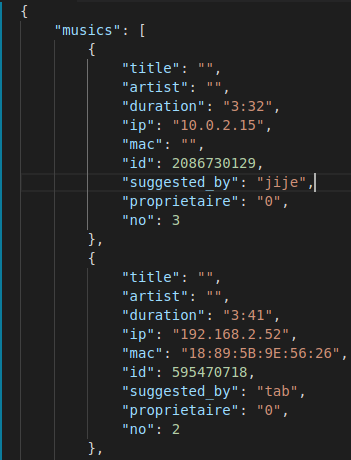 {
"musics": [
{
"title": "",
"artist": "",
"duration": "3:32",
"ip": "10.0.2.15",
"mac": "",
"id": 2086730129,
"suggested_by": "jije",
"proprietaire": "0",
"no": 3
},
{
"title": "",
"artist": "",
"duration": "3:41",
"ip": "192.168.2.52",
"mac": "18:89:5B:9E:56:26",
"id": 595470718,
"suggested_by": "tab",
"proprietaire": "0",
"no": 2
},